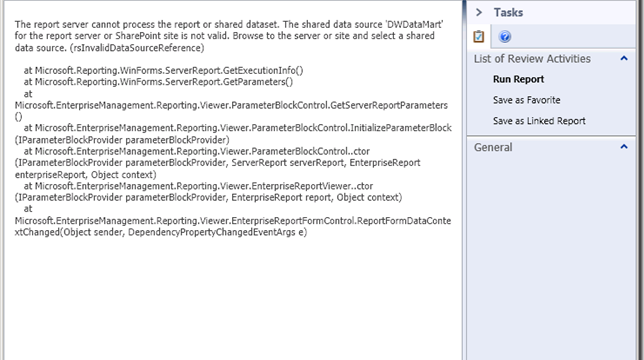 The report server cannot process the report or shared dataset. The shared data source 'DWDataMart'
for the report server or SharePoint site is not valid. Browse to the server or site and select a shared
data source. (rsInvalidDataSourceReference)
at Microsoft.Reporting.WinForms.ServerReport.GetExecutionInfo()
at Microsoft.Reporting.WinForms.ServerReport.GetParameters()
at
Microsoft.EnterpriseManagement.Reporting.Viewer.ParameterBlockControl.GetServerReportParameters
()
at Microsoft.EnterpriseManagement.Reporting.Viewer.ParameterBlockControl.InitializeParameterBlock
(IParameterBlockProvider parameterBlockProvider)
at Microsoft.EnterpriseManagement.Reporting.Viewer.ParameterBlockControl..ctor
(IParameterBlockProvider parameterBlockProvider, ServerReport serverReport, EnterpriseReport
enterpriseReport, Object context)
at Microsoft.EnterpriseManagement.Reporting.Viewer.EnterpriseReportViewer..ctor
(IParameterBlockProvider parameterBlockProvider, EnterpriseReport report, Object context)
at
Microsoft.EnterpriseManagement.Reporting.Viewer.EnterpriseReportFormControl.ReportFormDataConte
xtChanged(Object sender, DependencyPropertyChangedEventArgs e)
Tasks
List of Review Activities
Run Report
Save as Favorite
Save as Linked Report
General